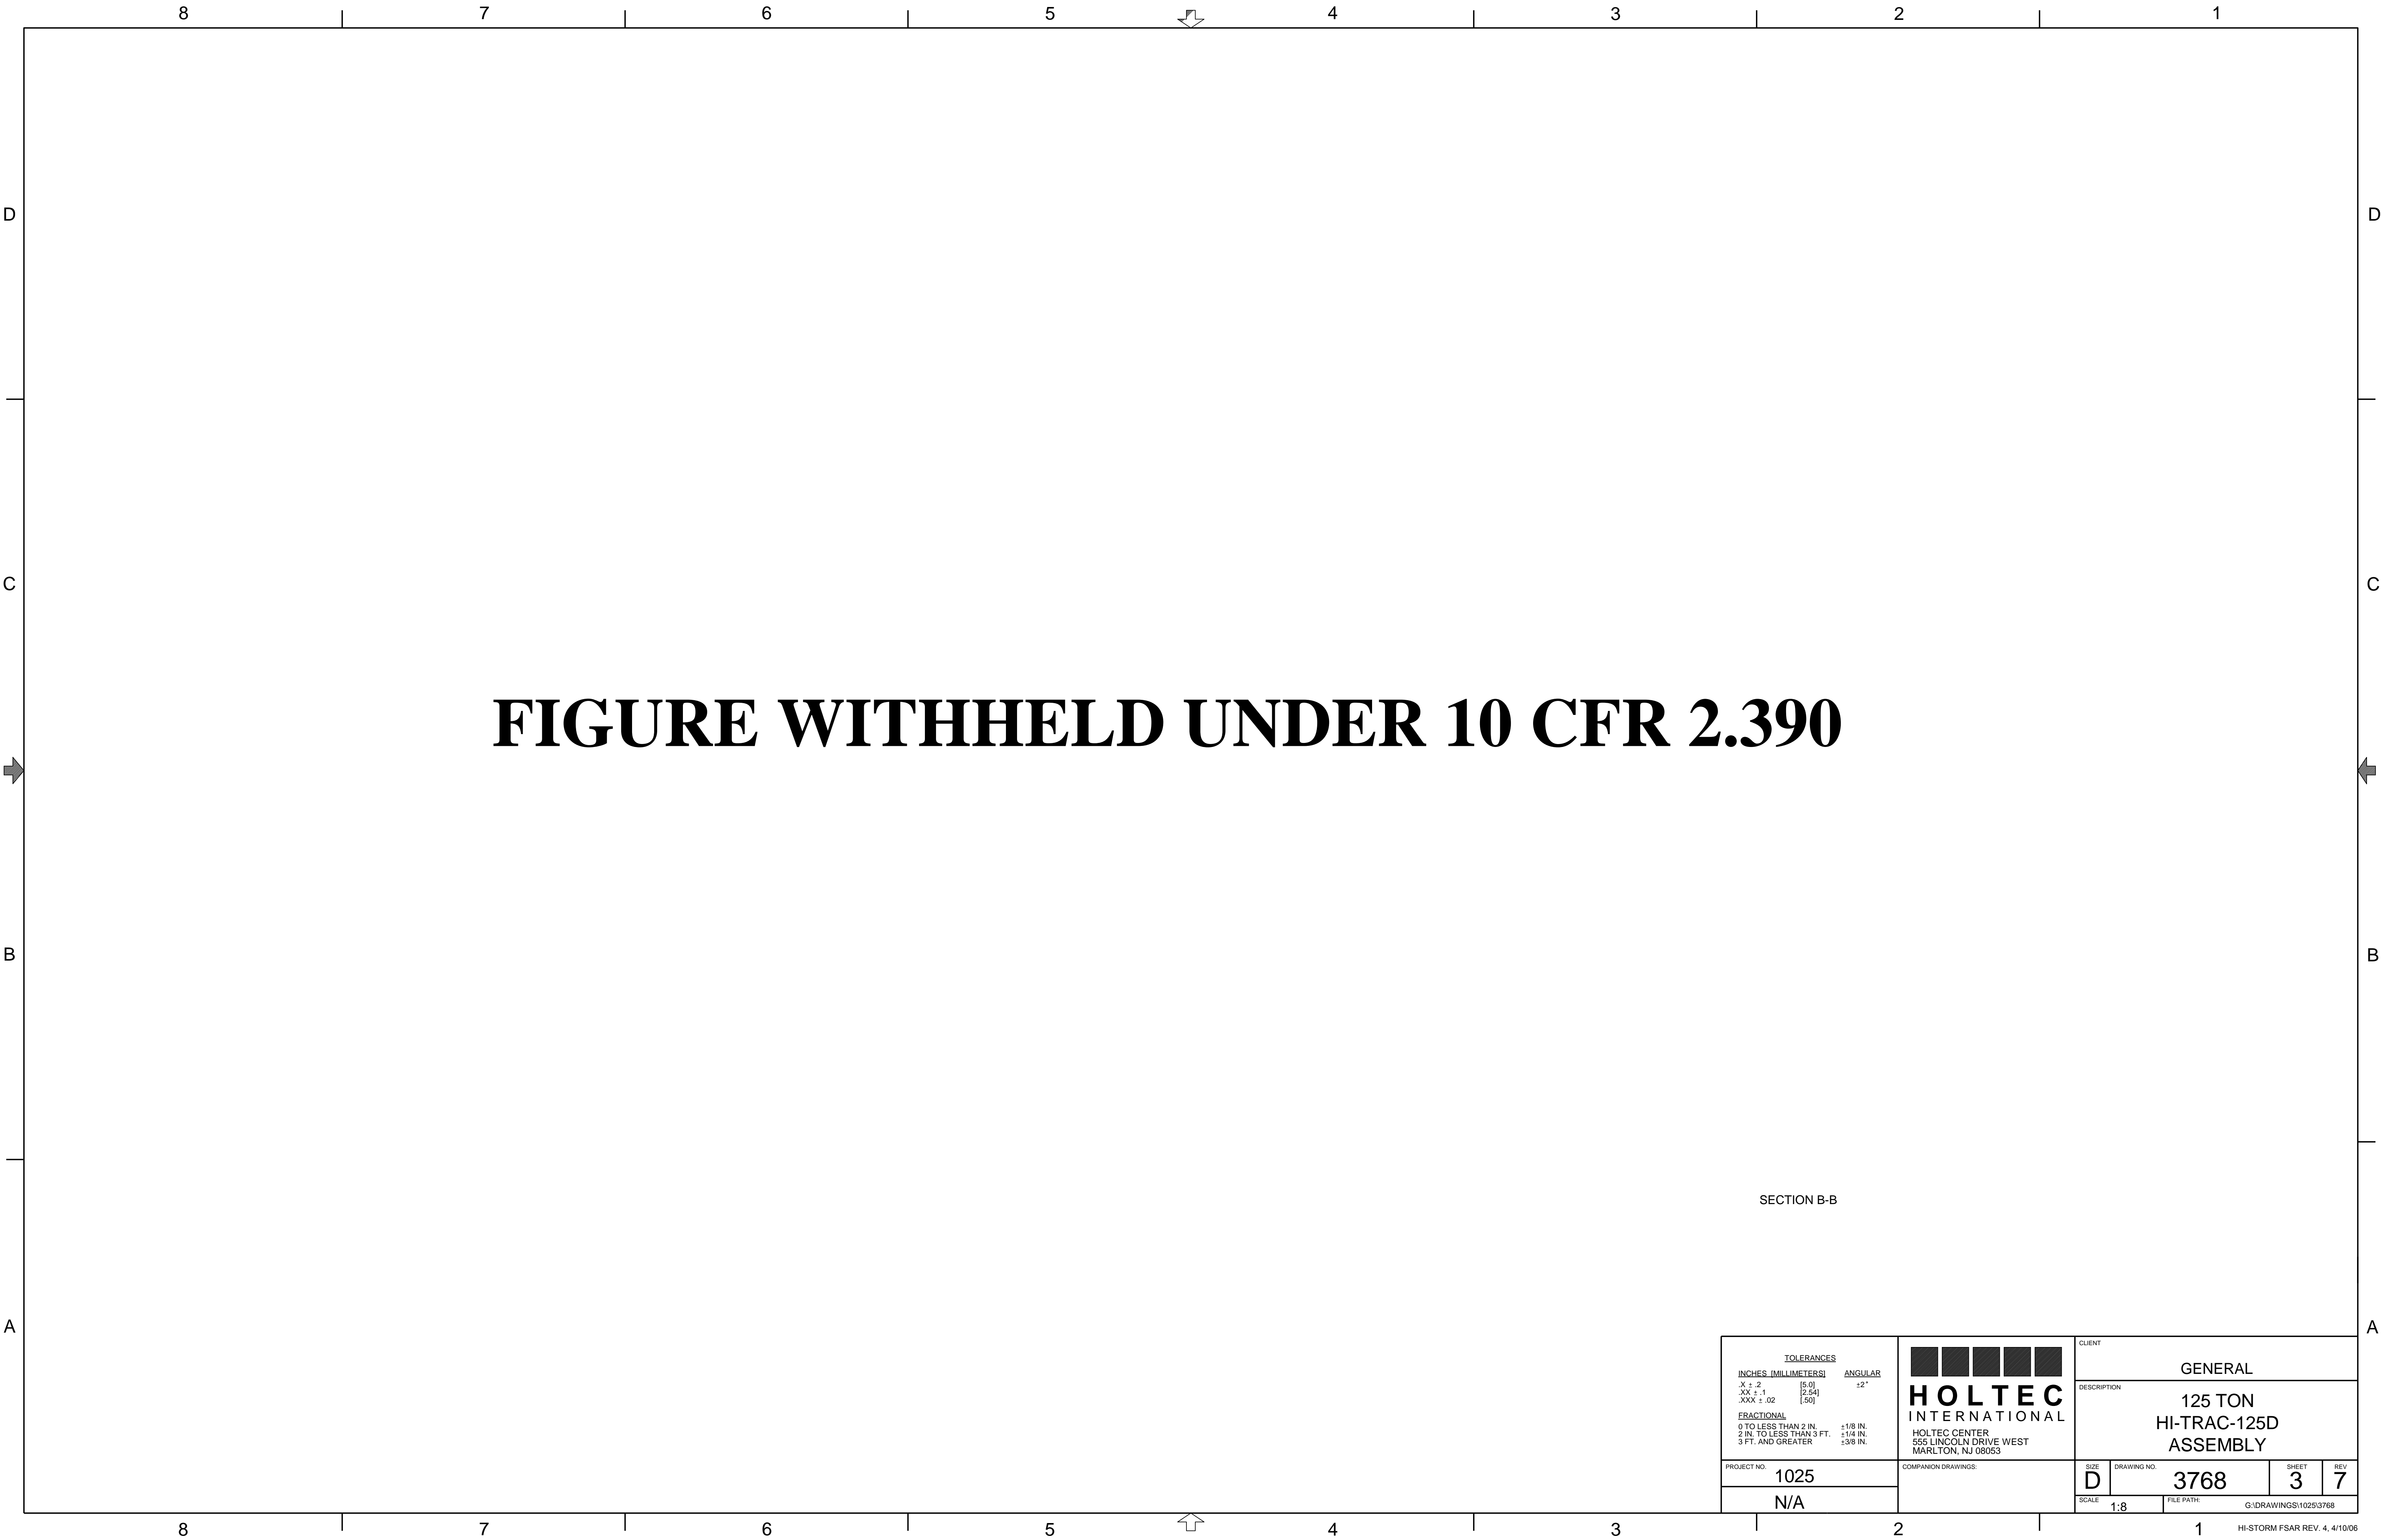 8 7 6 5 4 3 2 1
D D
C C
FIGURE WITHHELD UNDER 10 CFR 2.390
B B
SECTION B-B
A A
TOLERANCES
INCHES [MILLIMETERS] ANGULAR
.X ± .2 [5.0] ±2°
.XX ± .1 [2.54]
.XXX ± .02 [.50]
FRACTIONAL
0 TO LESS THAN 2 IN. ±1/8 IN.
2 IN. TO LESS THAN 3 FT. ±1/4 IN.
3 FT. AND GREATER ±3/8 IN.
PROJECT NO.
1025
N/A
HOLTEC
INTERNATIONAL
HOLTEC CENTER
555 LINCOLN DRIVE WEST
MARLTON, NJ 08053
COMPANION DRAWINGS:
CLIENT
GENERAL
DESCRIPTION
125 TON
HI-TRAC-125D
ASSEMBLY
SIZE
D
DRAWING NO.
3768
SHEET
3
REV
7
SCALE
1:8
FILE PATH:
G:\DRAWINGS\1025\3768
8 7 6 5 4 3 2 1
HI-STORM FSAR REV. 4, 4/10/06